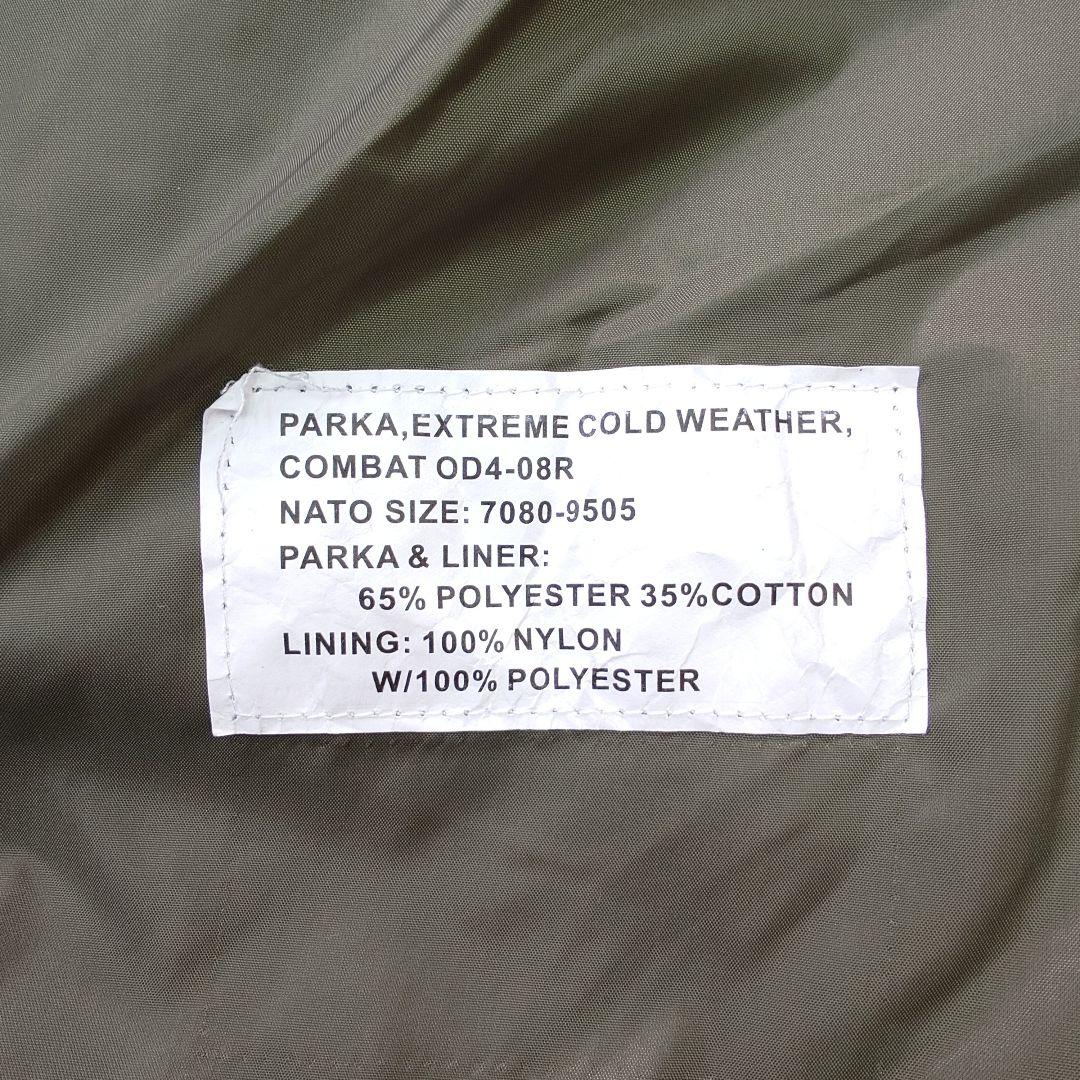 PARKA,EXTREME COLD WEATHER,
COMBAT OD4-08R
NATO SIZE: 7080-9505
PARKA & LINER:
65% POLYESTER 35%COTTON
LINING: 100% NYLON
W/100% POLYESTER